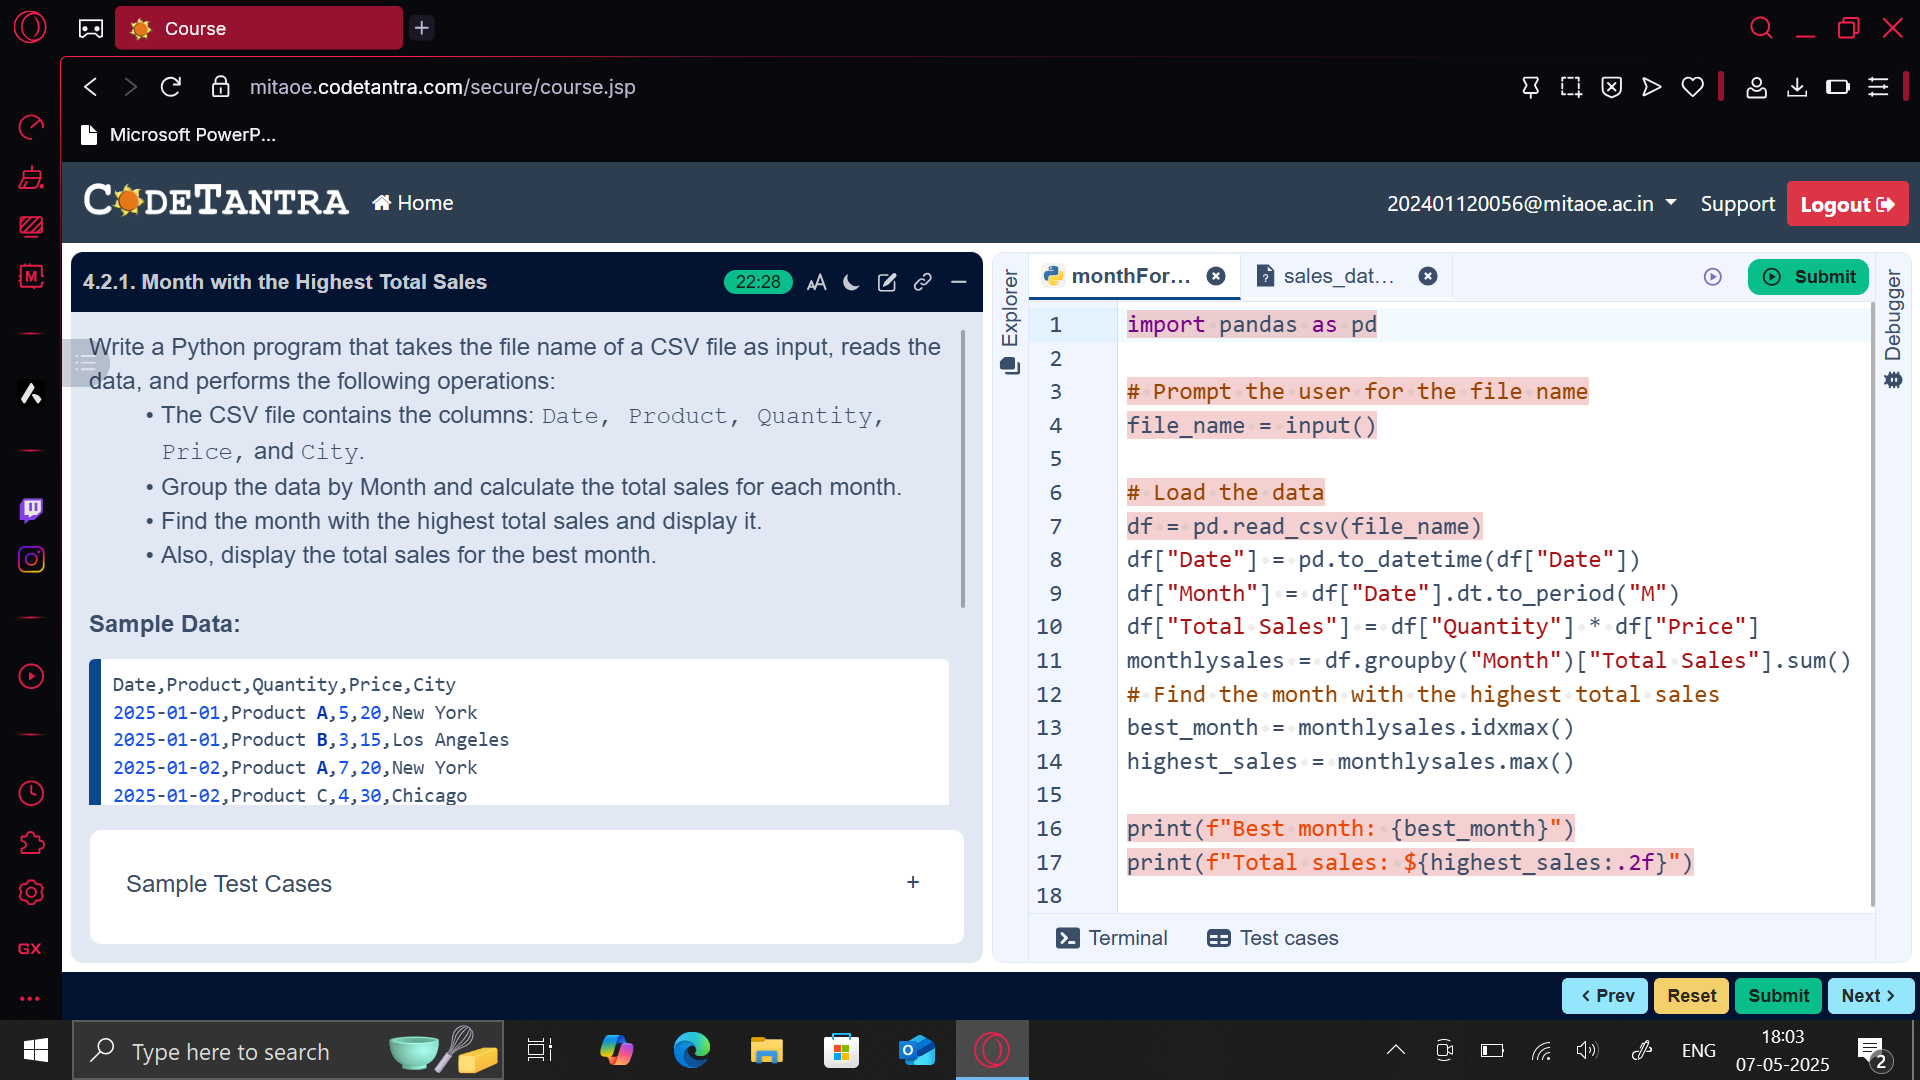 Course
mitaoe.codetantra.com/secure/course.jsp
Microsoft PowerP...
CODETANTRA
Home
202401120056@mitaoe.ac.in
Support
Logout
4.2.1. Month with the Highest Total Sales
22:28
AA
Write a Python program that takes the file name of a CSV file as input, reads the
data, and performs the following operations:
• The CSV file contains the columns: Date, Product, Quantity,
Price, and City.
• Group the data by Month and calculate the total sales for each month.
• Find the month with the highest total sales and display it.
• Also, display the total sales for the best month.
Sample Data:
Date,Product,Quantity,Price,City
2025-01-01,Product A,5,20,New York
2025-01-01,Product B,3,15,Los Angeles
2025-01-02,Product A,7,20,New York
2025-01-02,Product C,4,30,Chicago
Sample Test Cases
+
Explorer
monthFor...
sales_dat...
Submit
Debugger
1 import pandas as pd
2
3 # Prompt the user for the file name
4 file_name = input()
5
6 # Load the data
7 df = pd.read_csv(file_name)
8 df["Date"] = pd.to_datetime(df["Date"])
9 df["Month"] = df["Date"].dt.to_period("M")
10 df["Total Sales"] = df["Quantity"] * df["Price"]
11 monthlysales = df.groupby("Month")["Total Sales"].sum()
12 # Find the month with the highest total sales
13 best_month = monthlysales.idxmax()
14 highest_sales = monthlysales.max()
15
16 print(f"Best month: {best_month}")
17 print(f"Total sales: ${highest_sales:.2f}")
18
Terminal
Test cases
< Prev
Reset
Submit
Next >
M
GX
Type here to search
ENG
18:03
07-05-2025
2